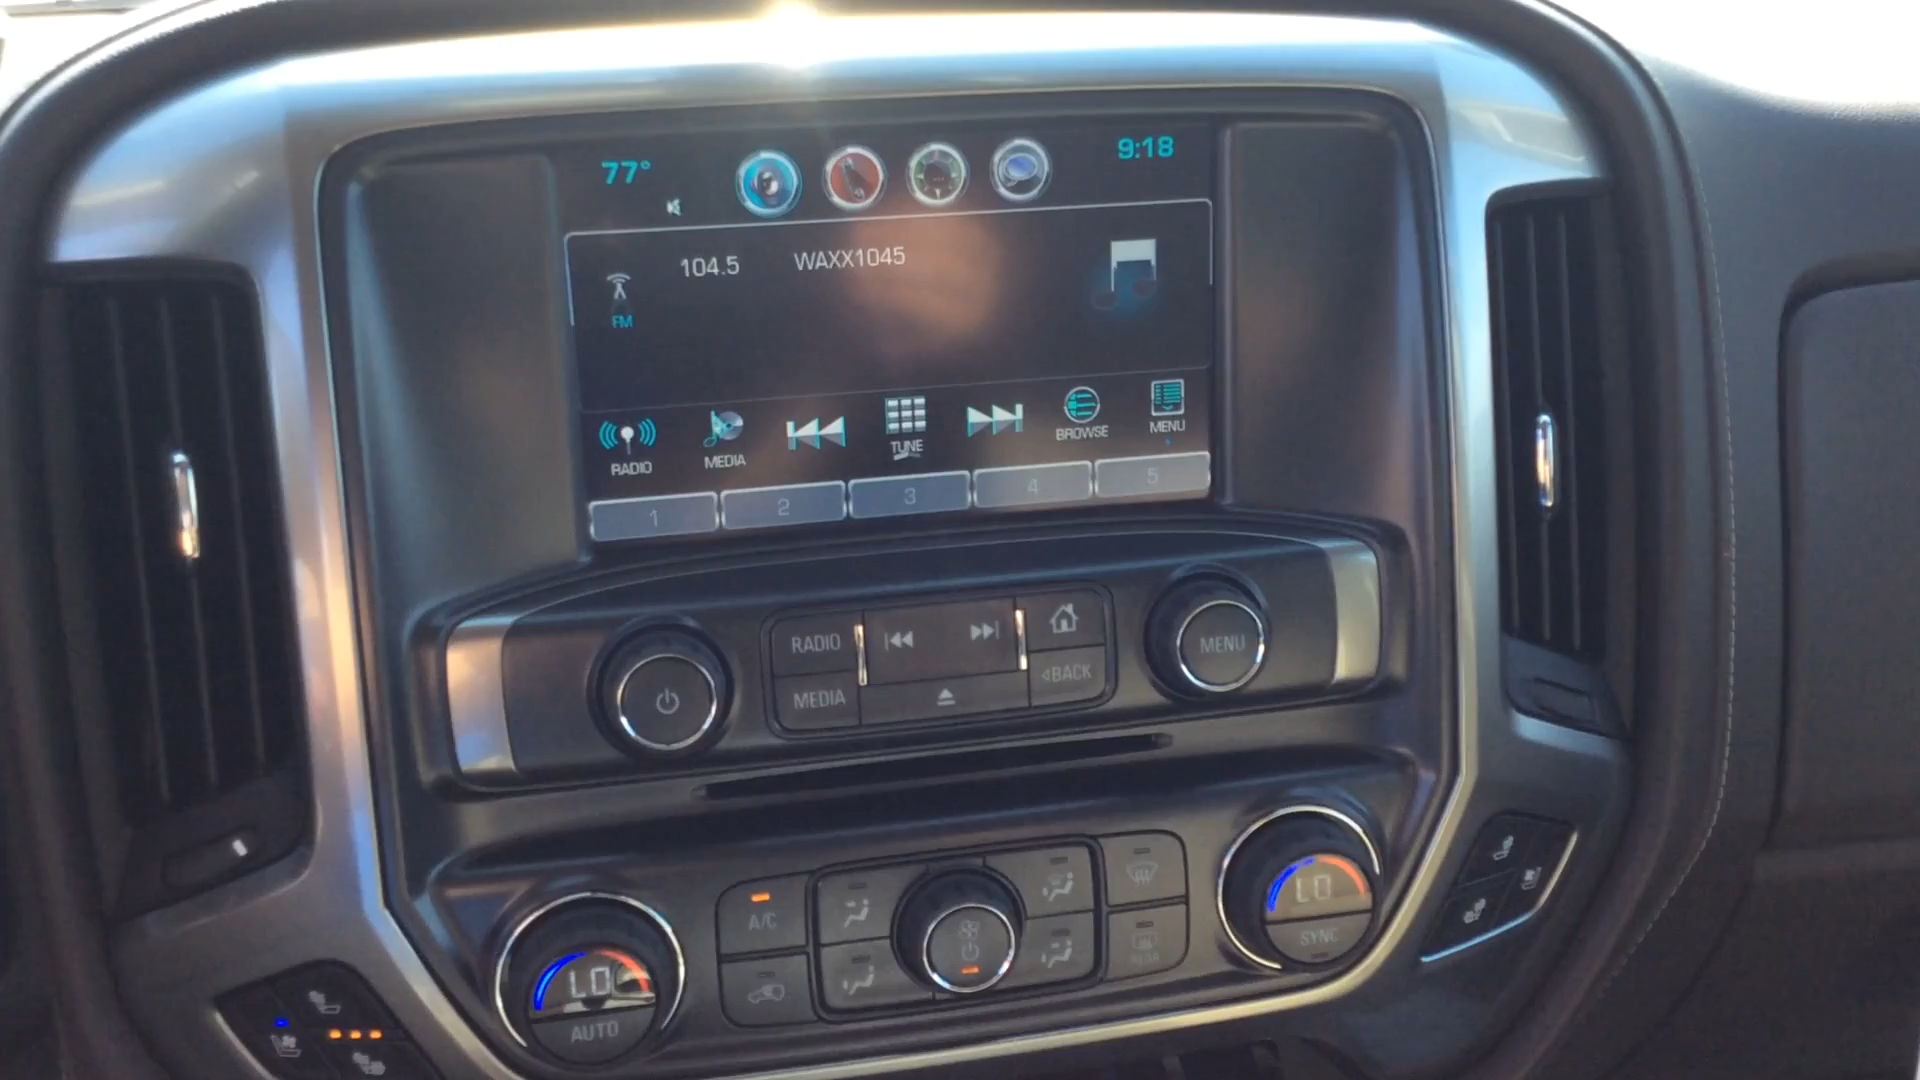 77°
9:18
104.5 WAXX1045
FM
RADIO MEDIA TUNE BROWSE MENU
1 2 3 4 5
RADIO
MEDIA
BACK
MENU
A/C
LO
AUTO
LO
SYNC